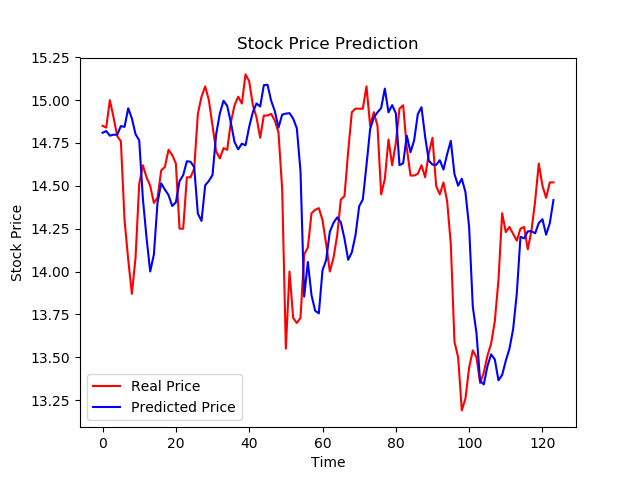 Stock Price Prediction
15.25
15.00
14.75
14.50
14.25
14.00
13.75
13.50
13.25
Stock Price
Real Price
Predicted Price
0 20 40 60 80 100 120
Time